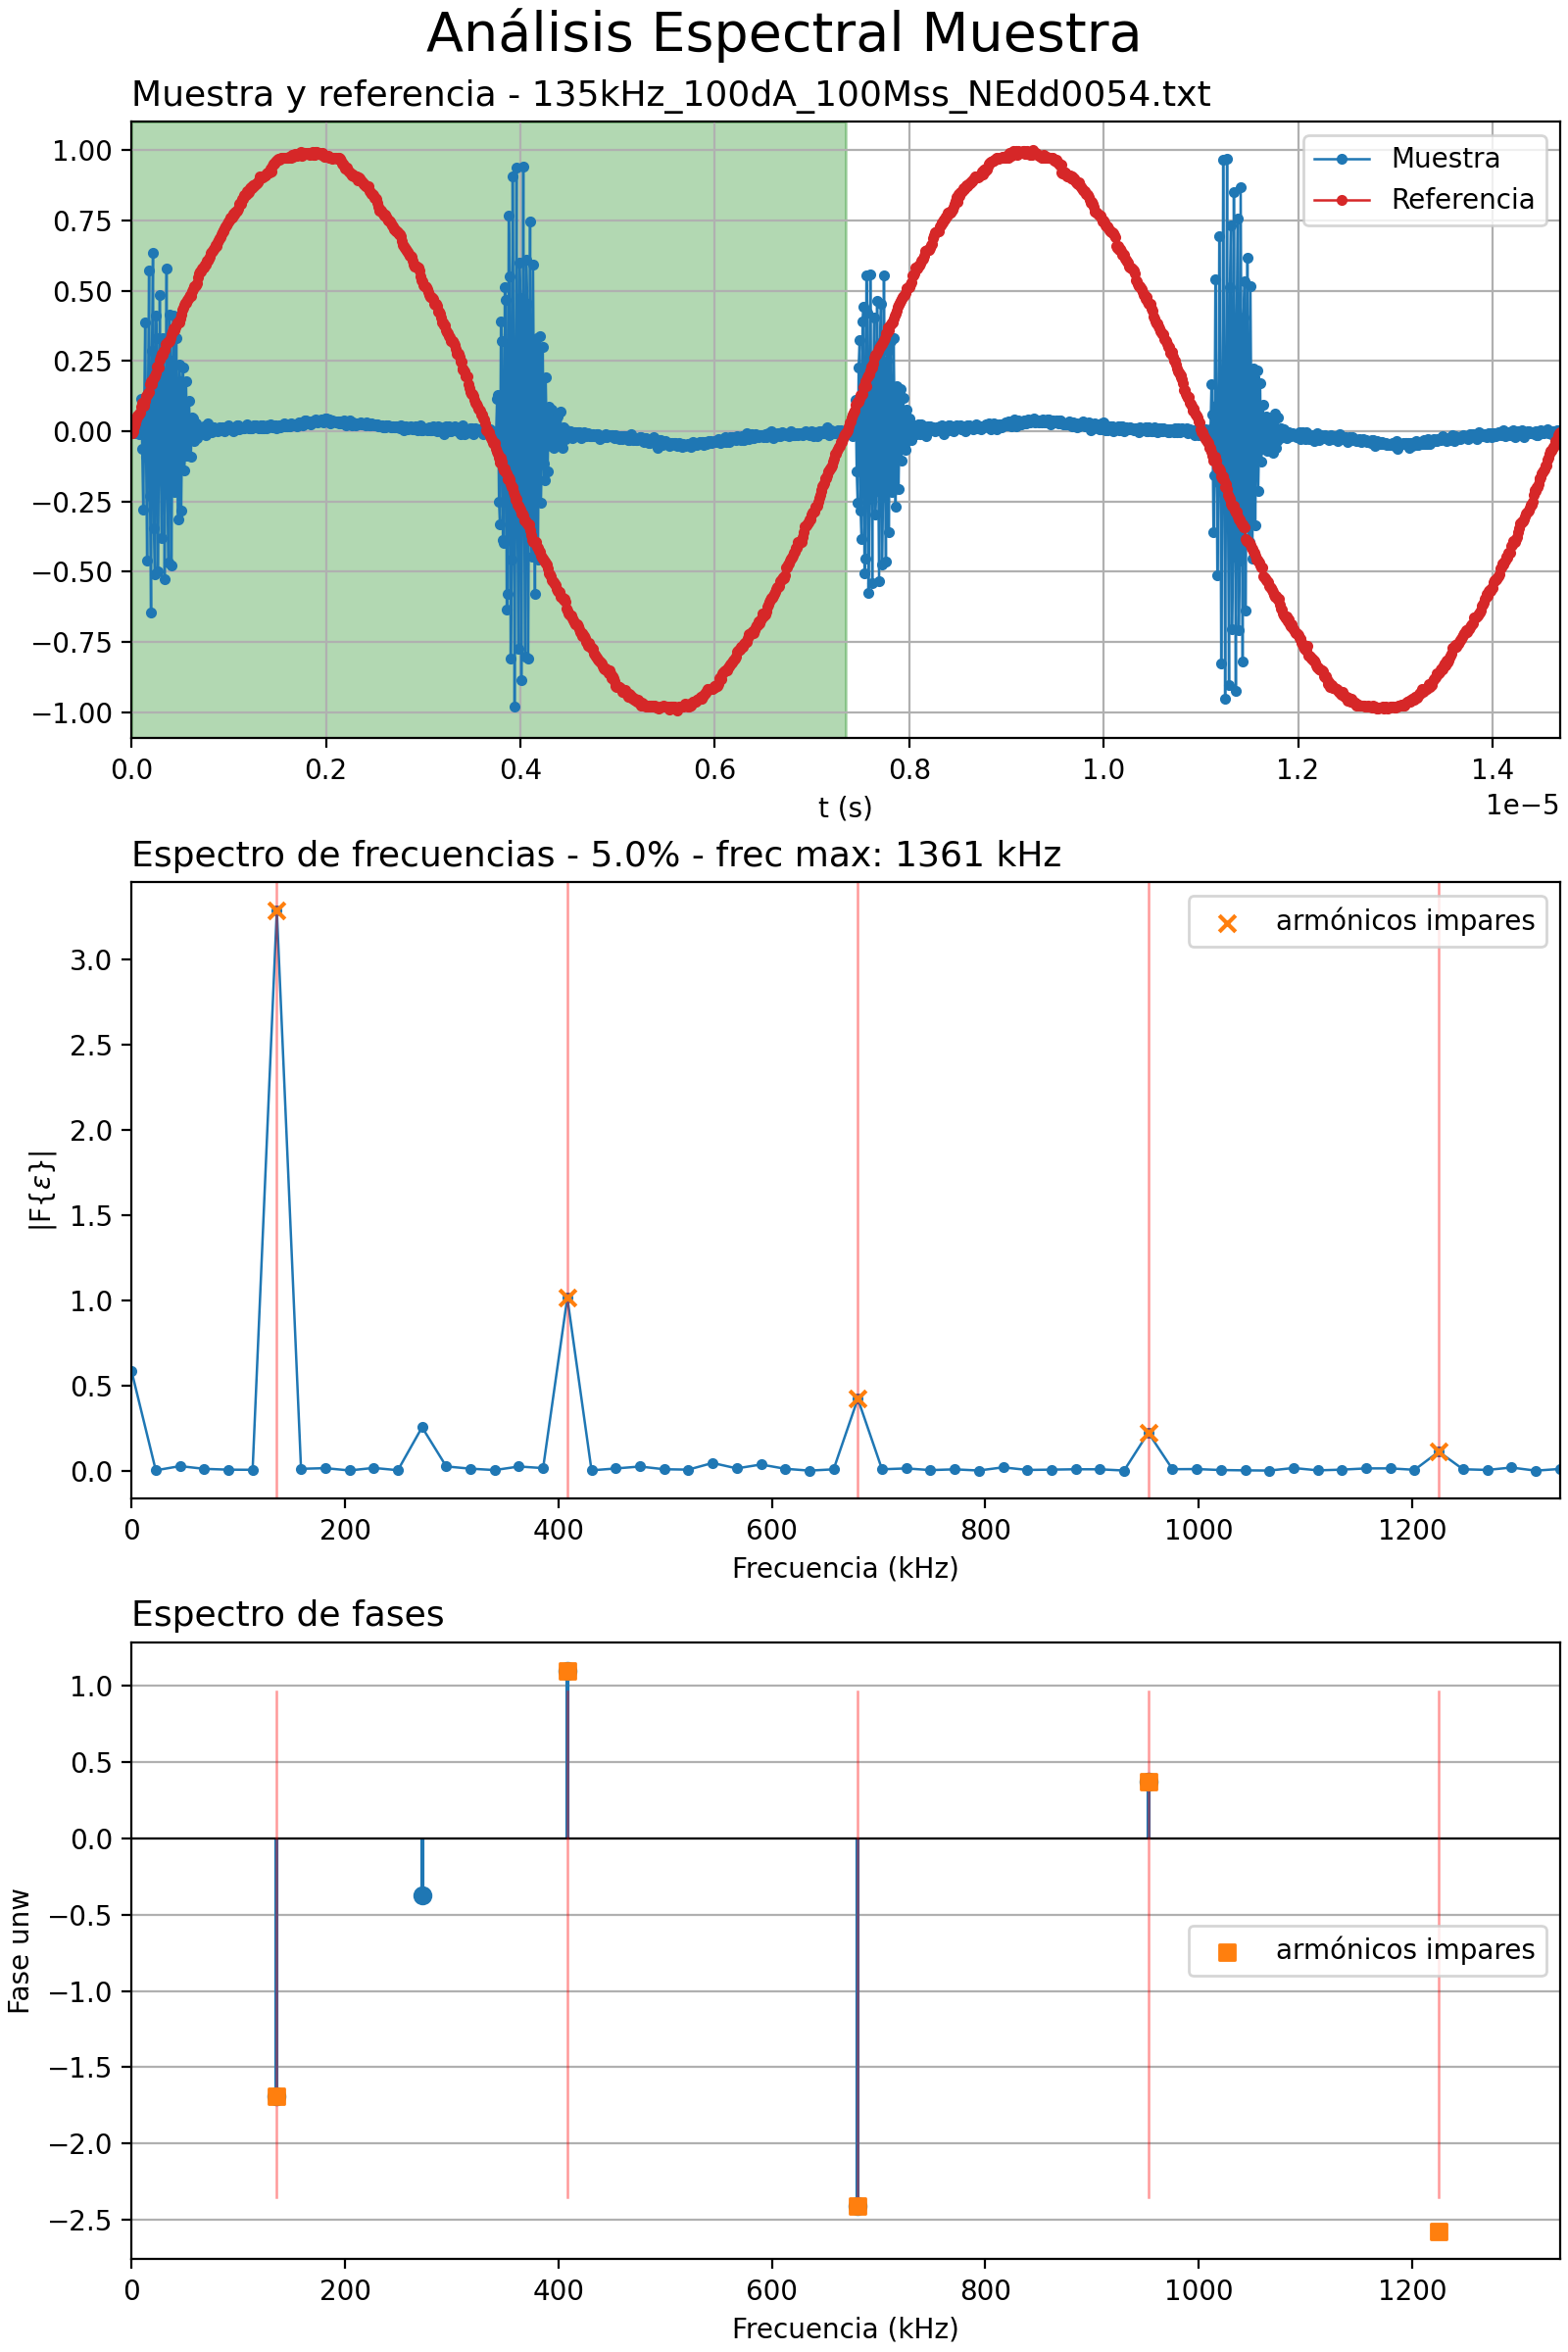 Análisis Espectral Muestra
Muestra y referencia - 135kHz_100dA_100Mss_NEdd0054.txt
Muestra
Referencia
1.00
0.75
0.50
0.25
0.00
−0.25
−0.50
−0.75
−1.00
0.0 0.2 0.4 0.6 0.8 1.0 1.2 1.4
1e−5
t (s)
Espectro de frecuencias - 5.0% - frec max: 1361 kHz
armónicos impares
3.0
2.5
2.0
1.5
1.0
0.5
0.0
|F{ε}|
0 200 400 600 800 1000 1200
Frecuencia (kHz)
Espectro de fases
1.0
0.5
0.0
−0.5
−1.0
−1.5
−2.0
−2.5
Fase unw
armónicos impares
0 200 400 600 800 1000 1200
Frecuencia (kHz)